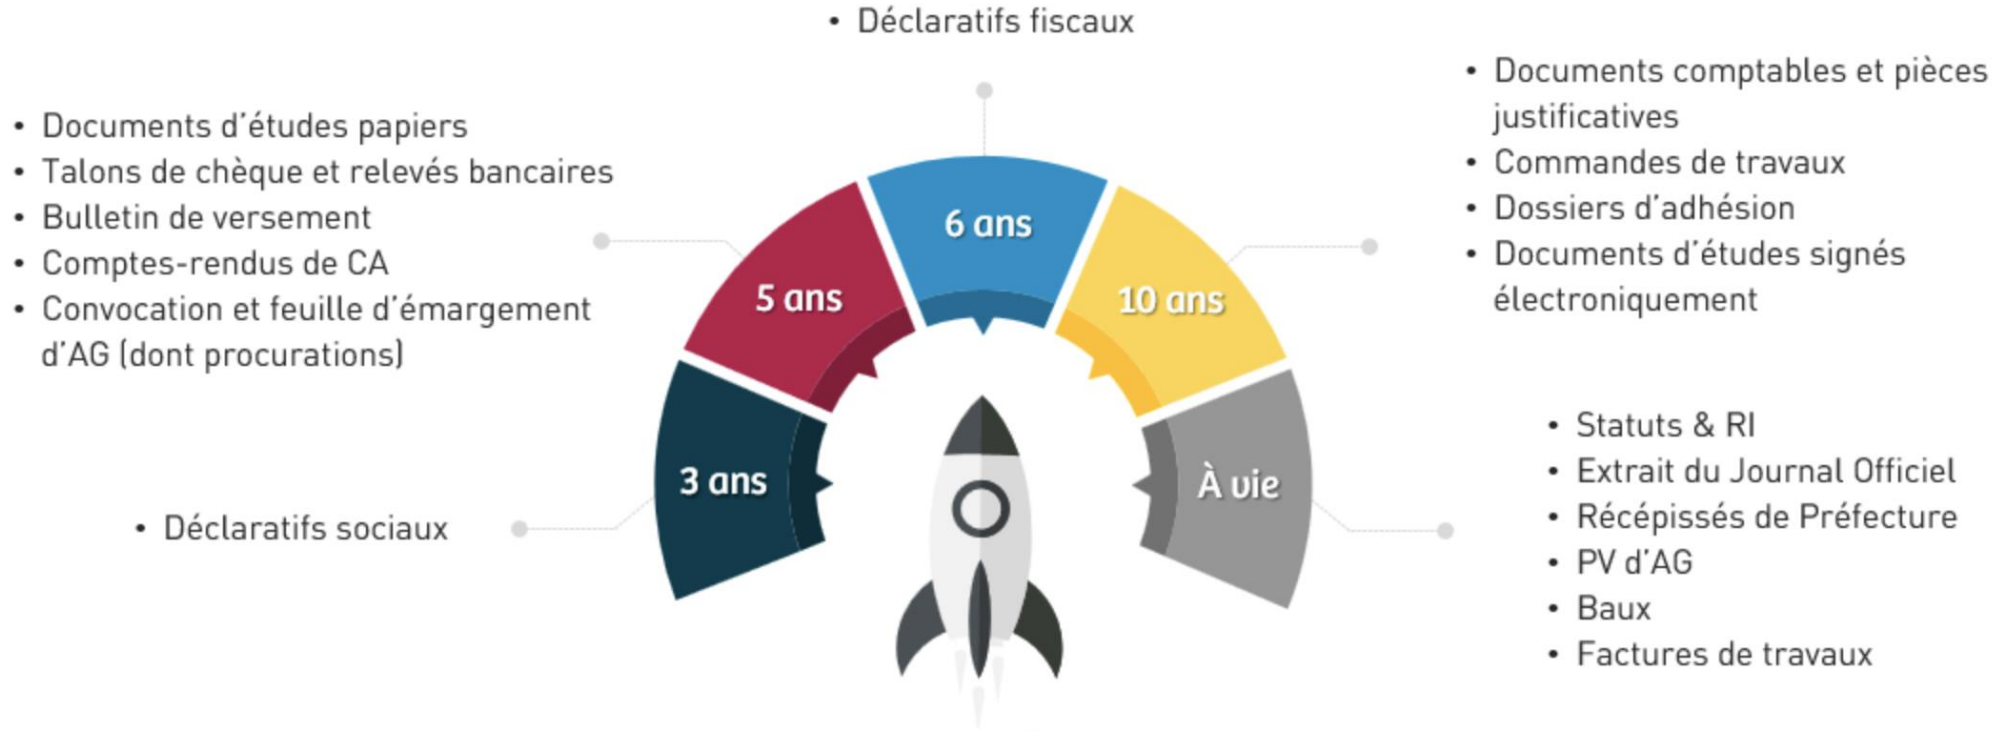 • Déclaratifs fiscaux
• Documents d'études papiers
• Talons de chèque et relevés bancaires
• Bulletin de versement
• Comptes-rendus de CA
• Convocation et feuille d'émargement
d'AG (dont procurations)
• Déclaratifs sociaux
3 ans
5 ans
6 ans
10 ans
À vie
• Documents comptables et pièces
justificatives
• Commandes de travaux
• Dossiers d'adhésion
• Documents d'études signés
électroniquement
• Statuts & RI
• Extrait du Journal Officiel
• Récépissés de Préfecture
• PV d'AG
• Baux
• Factures de travaux